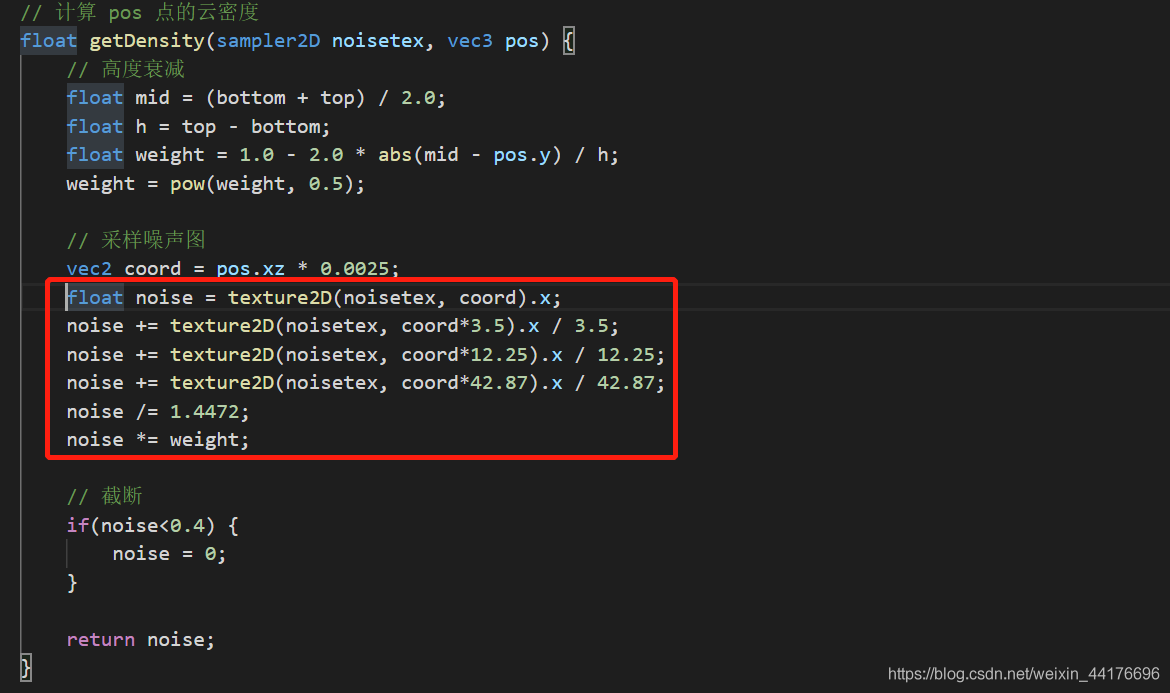 // 计算 pos 点的云密度
float getDensity(sampler2D noisetex, vec3 pos) {
    // 高度衰减
    float mid = (bottom + top) / 2.0;
    float h = top - bottom;
    float weight = 1.0 - 2.0 * abs(mid - pos.y) / h;
    weight = pow(weight, 0.5);
    // 采样噪声图
    vec2 coord = pos.xz * 0.0025;
    float noise = texture2D(noisetex, coord).x;
    noise += texture2D(noisetex, coord*3.5).x / 3.5;
    noise += texture2D(noisetex, coord*12.25).x / 12.25;
    noise += texture2D(noisetex, coord*42.87).x / 42.87;
    noise /= 1.4472;
    noise *= weight;
    // 截断
    if(noise<0.4) {
        noise = 0;
    }
    return noise;
}
https://blog.csdn.net/weixin_44176696